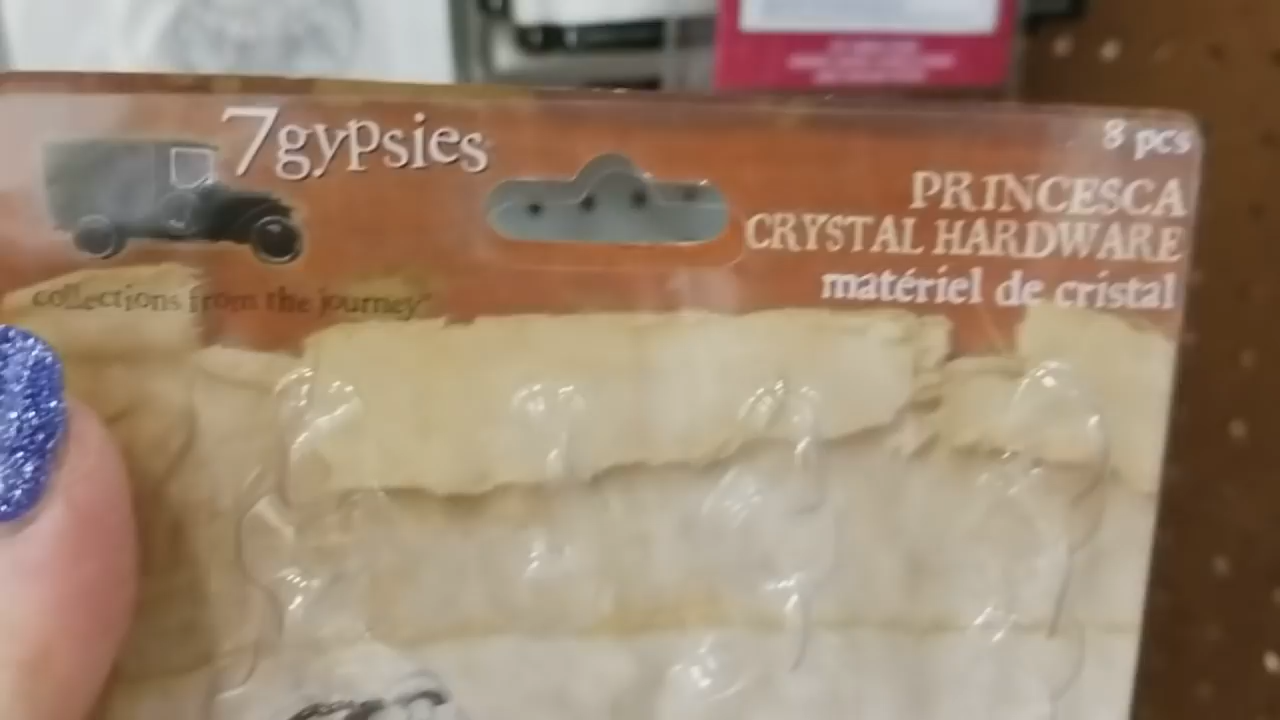 7gypsies
collections from the journey
8 pcs
PRINCESCA
CRYSTAL HARDWARE
matériel de cristal